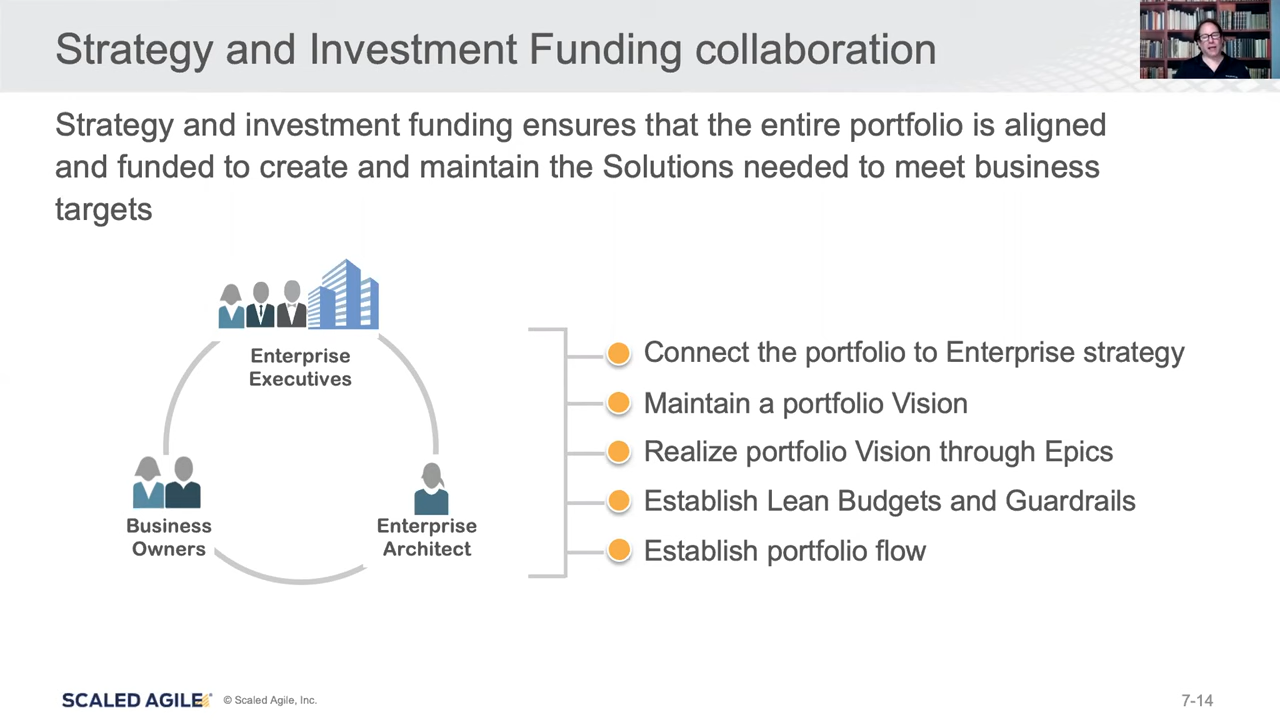 Strategy and Investment Funding collaboration
Strategy and investment funding ensures that the entire portfolio is aligned
and funded to create and maintain the Solutions needed to meet business
targets
Enterprise
Executives
Business
Owners
Enterprise
Architect
Connect the portfolio to Enterprise strategy
Maintain a portfolio Vision
Realize portfolio Vision through Epics
Establish Lean Budgets and Guardrails
Establish portfolio flow
SCALED AGILE
© Scaled Agile, Inc.
7-14